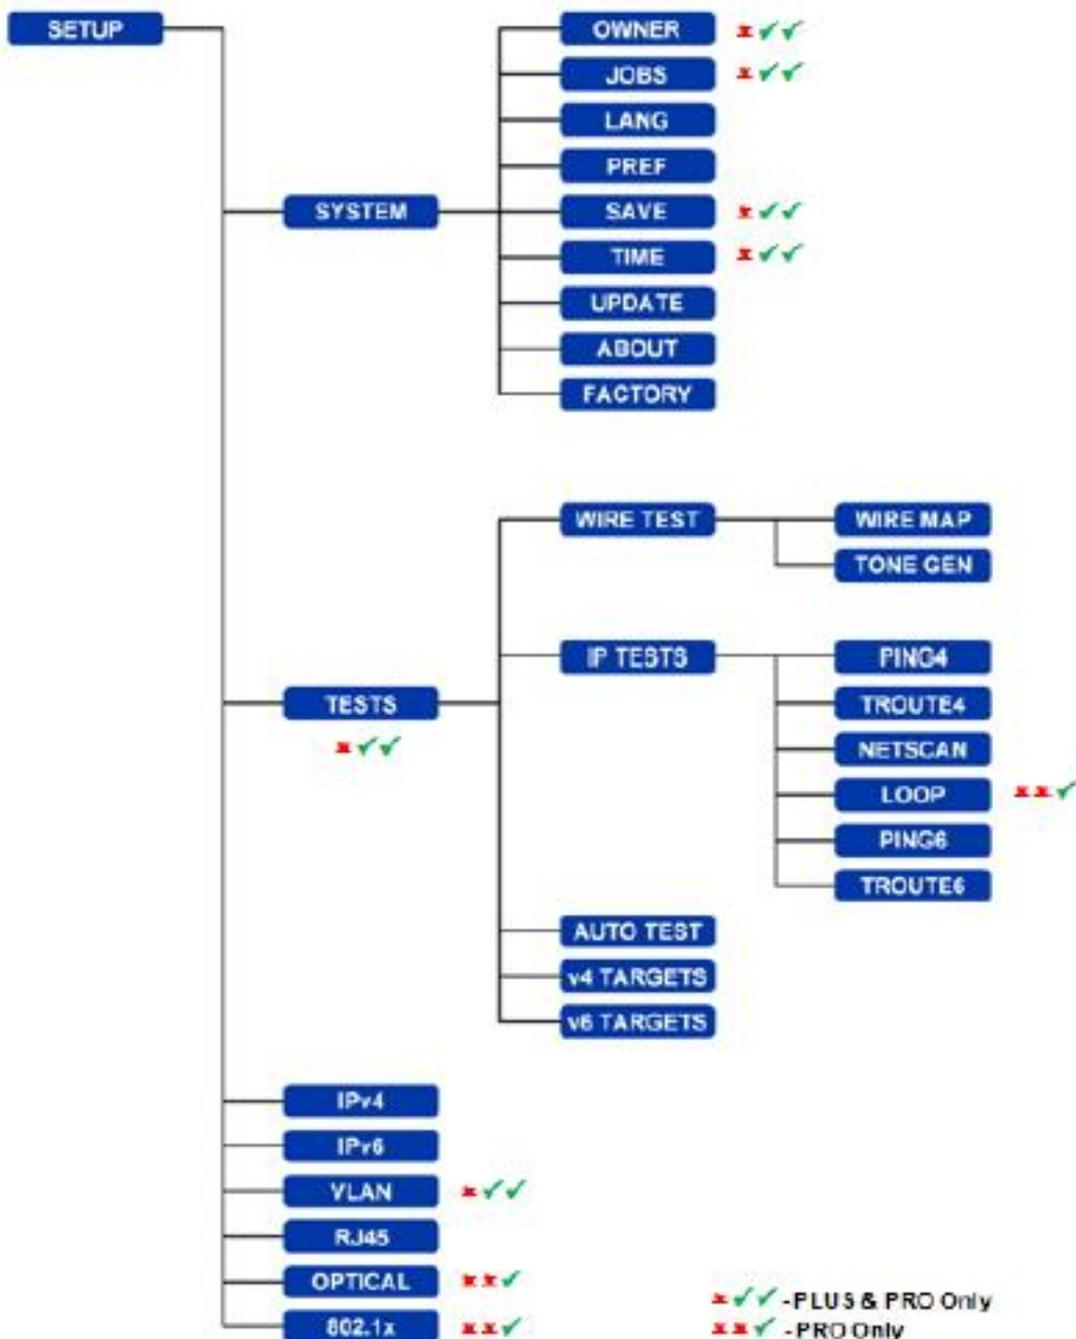 SETUP
SYSTEM
OWNER
JOBS
LANG
PREF
SAVE
TIME
UPDATE
ABOUT
FACTORY
TESTS
WIRE TEST
WIRE MAP
TONE GEN
IP TESTS
PING4
TROUTE4
NETSCAN
LOOP
PING6
TROUTE6
AUTO TEST
v4 TARGETS
v6 TARGETS
IPv4
IPv6
VLAN
RJ45
OPTICAL
802.1x
-PLUS & PRO Only
-PRO Only